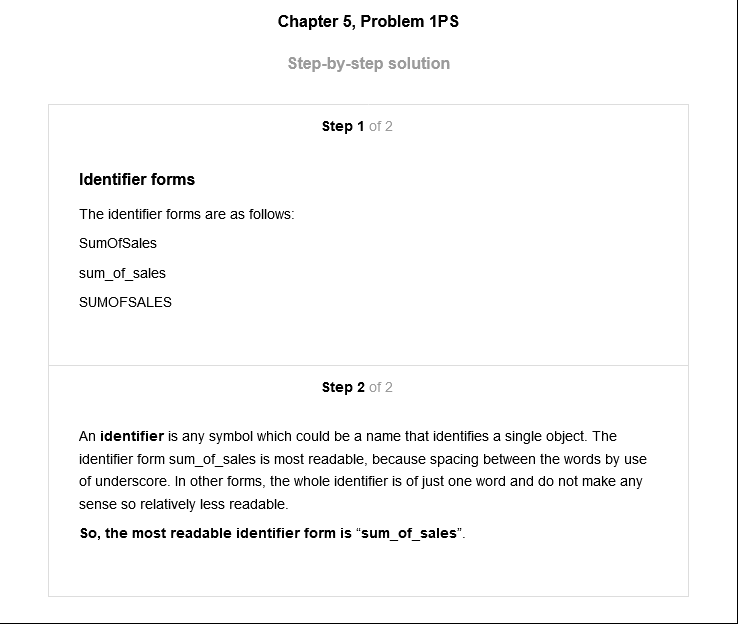 Chapter 5, Problem 1PS
Step-by-step solution
Step 1 of 2
Identifier forms
The identifier forms are as follows:
SumOfSales
sum_of_sales
SUMOFSALES
Step 2 of 2
An identifier is any symbol which could be a name that identifies a single object. The
identifier form sum_of_sales is most readable, because spacing between the words by use
of underscore. In other forms, the whole identifier is of just one word and do not make any
sense so relatively less readable.
So, the most readable identifier form is “sum_of_sales”.